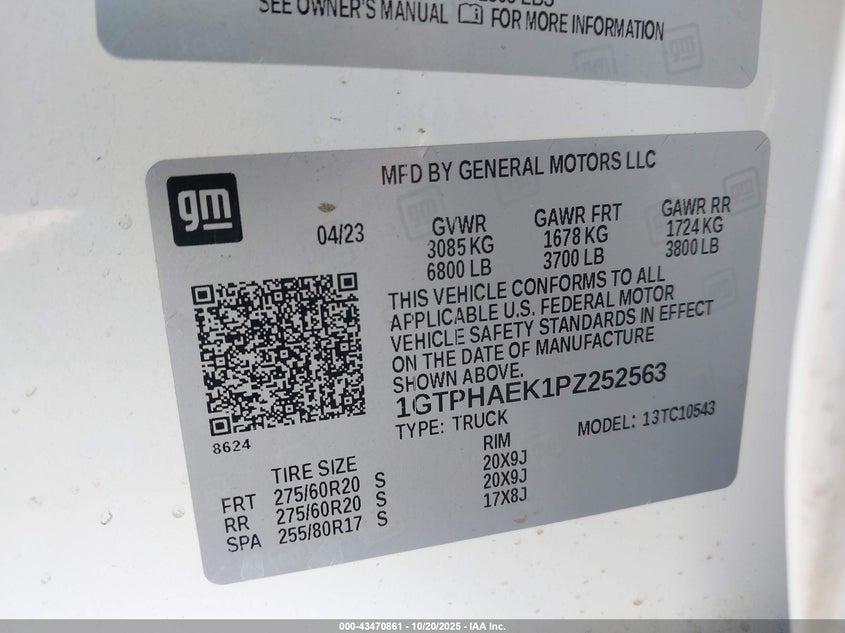 SEE OWNER'S MANUAL FOR MORE INFORMATION
gm
MFD BY GENERAL MOTORS LLC
gm
04/23
GVWR GAWR FRT GAWR RR
3085 KG 1678 KG 1724 KG
6800 LB 3700 LB 3800 LB
THIS VEHICLE CONFORMS TO ALL
APPLICABLE U.S. FEDERAL MOTOR
VEHICLE SAFETY STANDARDS IN EFFECT
ON THE DATE OF MANUFACTURE
SHOWN ABOVE.
1GTPHAEK1PZ252563
TYPE: TRUCK MODEL: 13TC10543
8624
TIRE SIZE RIM
FRT 275/60R20 S 20X9J
RR 275/60R20 S 20X9J
SPA 255/80R17 S 17X8J
000-43470861 - 10/20/2025 - IAA Inc.